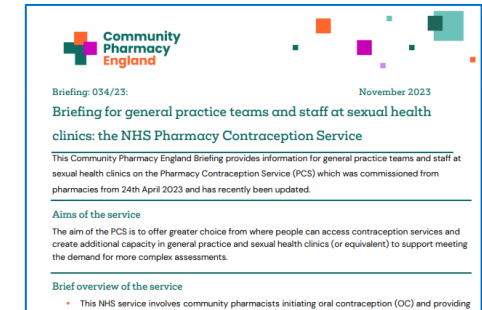 Community
Pharmacy
England
Briefing: 034/23: November 2023
Briefing for general practice teams and staff at sexual health
clinics: the NHS Pharmacy Contraception Service
This Community Pharmacy England Briefing provides information for general practice teams and staff at
sexual health clinics on the Pharmacy Contraception Service (PCS) which was commissioned from
pharmacies from 24th April 2023 and has recently been updated.
Aims of the service
The aim of the PCS is to offer greater choice from where people can access contraception services and
create additional capacity in general practice and sexual health clinics (or equivalent) to support meeting
the demand for more complex assessments.
Brief overview of the service
• This NHS service involves community pharmacists initiating oral contraception (OC) and providing